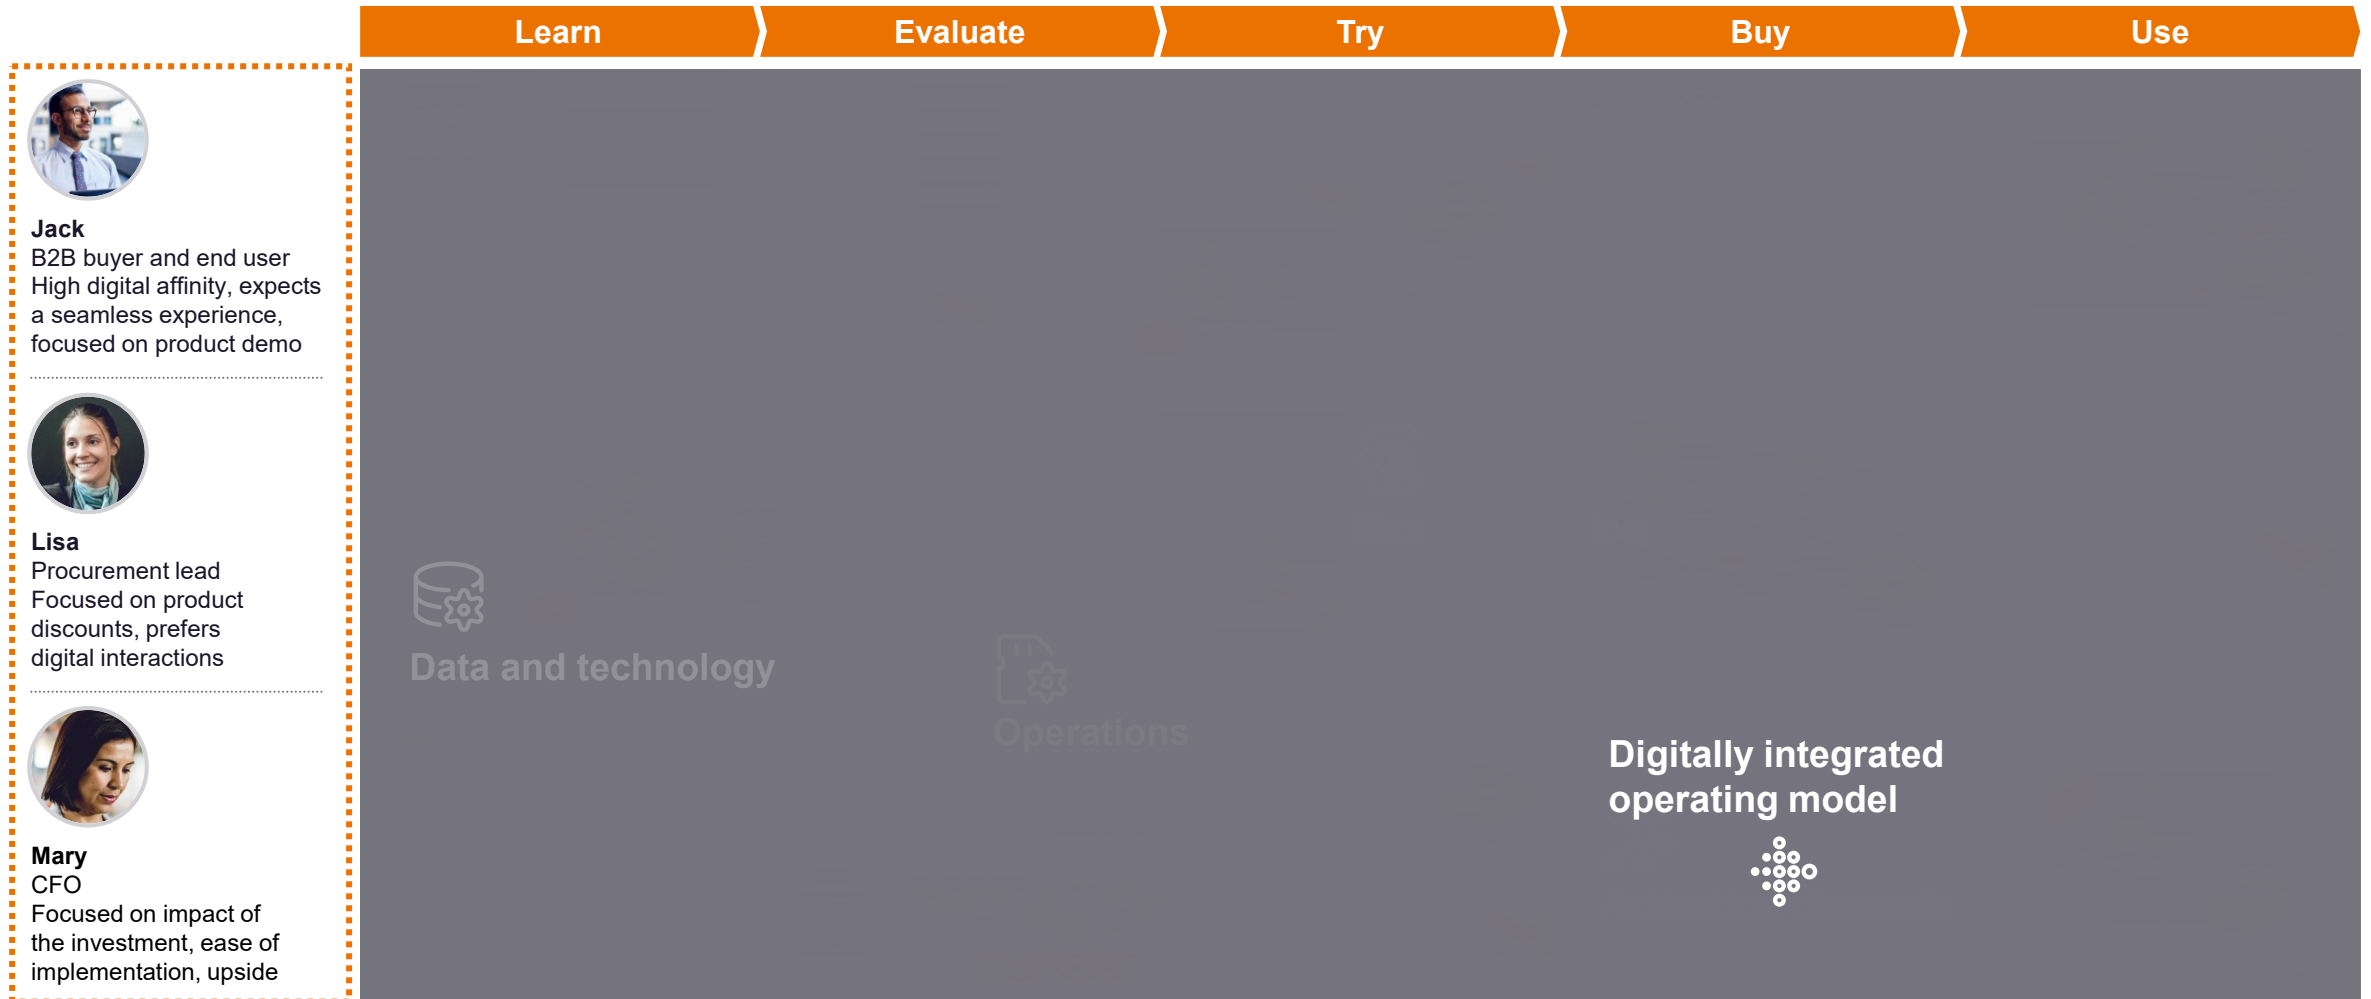 Learn
Evaluate
Try
Buy
Use
Jack
B2B buyer and end user
High digital affinity, expects
a seamless experience,
focused on product demo
Lisa
Procurement lead
Focused on product
discounts, prefers
digital interactions
Mary
CFO
Focused on impact of
the investment, ease of
implementation, upside
Data and technology
Operations
Digitally integrated
operating model